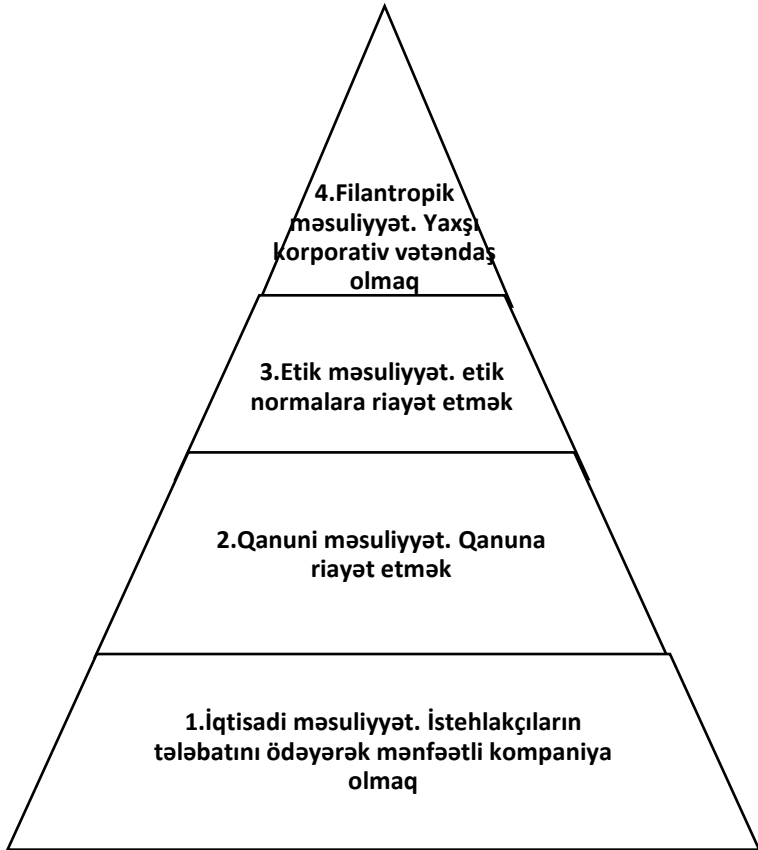 4.Filantropik
məsuliyyət. Yaxşı
korporativ vətəndaş
olmaq
3.Etik məsuliyyət. etik
normalara riayət etmək
2.Qanuni məsuliyyət. Qanuna
riayət etmək
1.İqtisadi məsuliyyət. İstehlakçıların
tələbatını ödəyərək mənfəətli kompaniya
olmaq